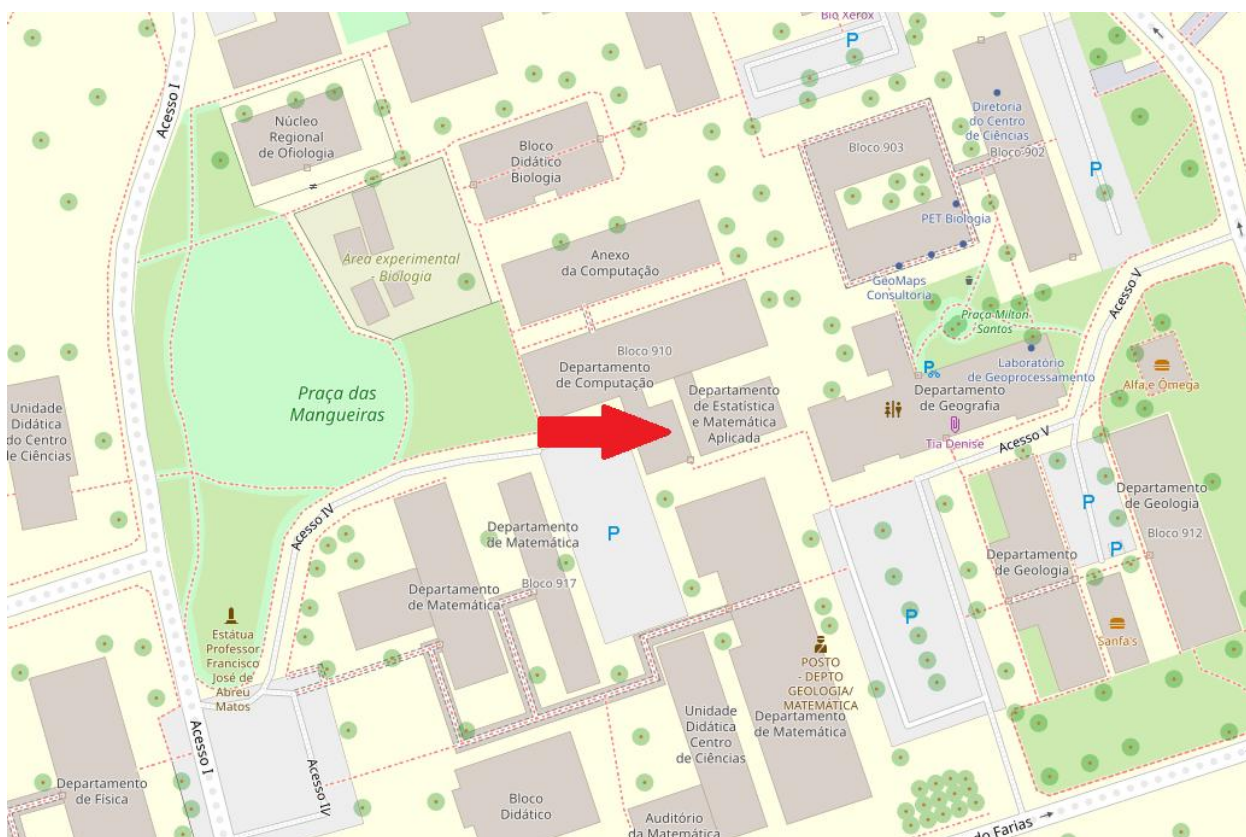 Bio Xerox
P
Acesso I
Núcleo
Regional
de Ofiologia
Bloco
Didático
Biologia
Diretoria
do Centro
de Ciências
Bloco 903
Bloco 902
P
PET Biologia
Área experimental
- Biologia
Anexo
da Computação
GeoMaps
Consultoria
Praça Milton
Santos
Acesso V
Bloco 910
Departamento
de Computação
Praça das
Mangueiras
Departamento
de Estatística
e Matemática
Aplicada
P
Laboratório
de Geoprocessamento
Departamento
de Geografia
Alfa e Ômega
Unidade
Didática
do Centro
de Ciências
Tia Denise
Acesso V
Acesso IV
Departamento
de Matemática
P
P
Departamento
de Geologia
Bloco 912
P
Departamento
de Geologia
Departamento
de Matemática
Bloco 917
P
Estátua
Professor
Francisco
José de
Abreu
Matos
Sanfa's
POSTO
- DEPTO
GEOLOGIA/
MATEMÁTICA
Unidade
Didática
Centro
de Ciências
Departamento
de Matemática
Acesso I
Acesso IV
Departamento
de Física
Bloco
Didático
Auditório
da Matemática
do Farias